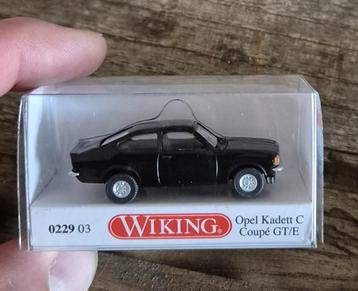 0229 03 WIKING® Opel Kadett C
Coupé GT/E